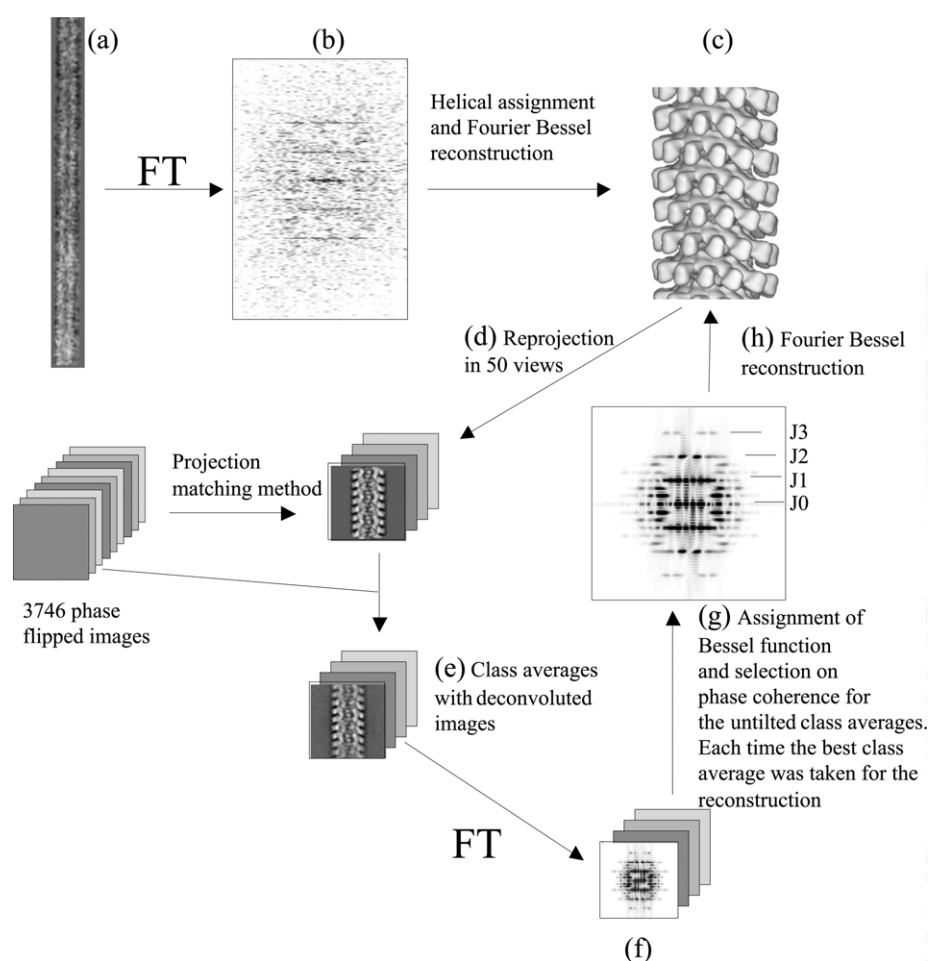 (a)
(b)
(c)
FT
Helical assignment
and Fourier Bessel
reconstruction
(d) Reprojection
in 50 views
(h) Fourier Bessel
reconstruction
J3
J2
J1
J0
Projection
matching method
3746 phase
flipped images
(e) Class averages
with deconvoluted
images
(g) Assignment of
Bessel function
and selection on
phase coherence for
the untilted class averages.
Each time the best class
average was taken for the
reconstruction
FT
(f)